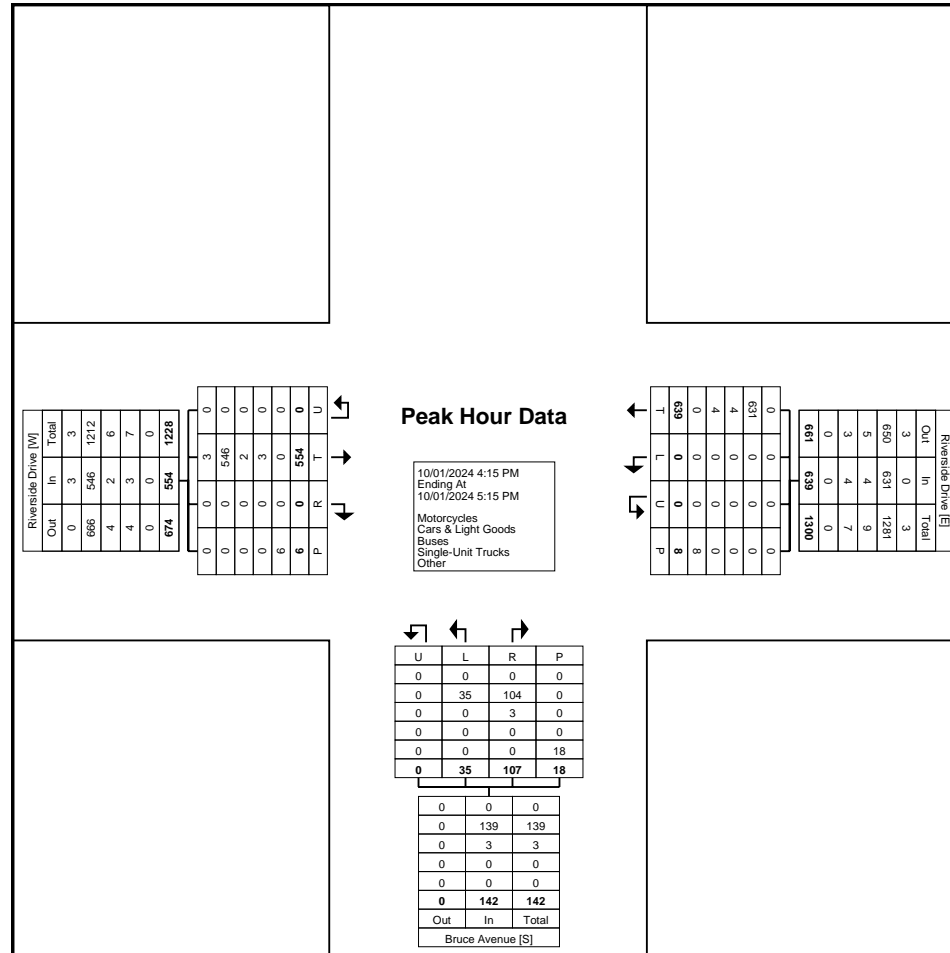 Peak Hour Data
10/01/2024 4:15 PM
Ending At
10/01/2024 5:15 PM
Motorcycles
Cars & Light Goods
Buses
Single-Unit Trucks
Other
Riverside Drive [W]
Total 3 1212 6 7 0 1228
In 3 546 2 3 0 554
Out 0 666 4 4 0 674
0 0 0 0 0 0 U
3 546 2 3 0 554 T
0 0 0 0 0 0 R
0 0 0 0 6 6 P
T 639 0 4 4 631 0
L 0 0 0 0 0 0
U 0 0 0 0 0 0
P 8 8 0 0 0 0
Riverside Drive [E]
Out 3 650 5 3 0 661
In 0 631 4 4 0 639
Total 3 1281 9 7 0 1300
U L R P
0 0 0 0
0 35 104 0
0 0 3 0
0 0 0 0
0 0 0 18
0 35 107 18
0 0 0
0 139 139
0 3 3
0 0 0
0 0 0
0 142 142
Out In Total
Bruce Avenue [S]